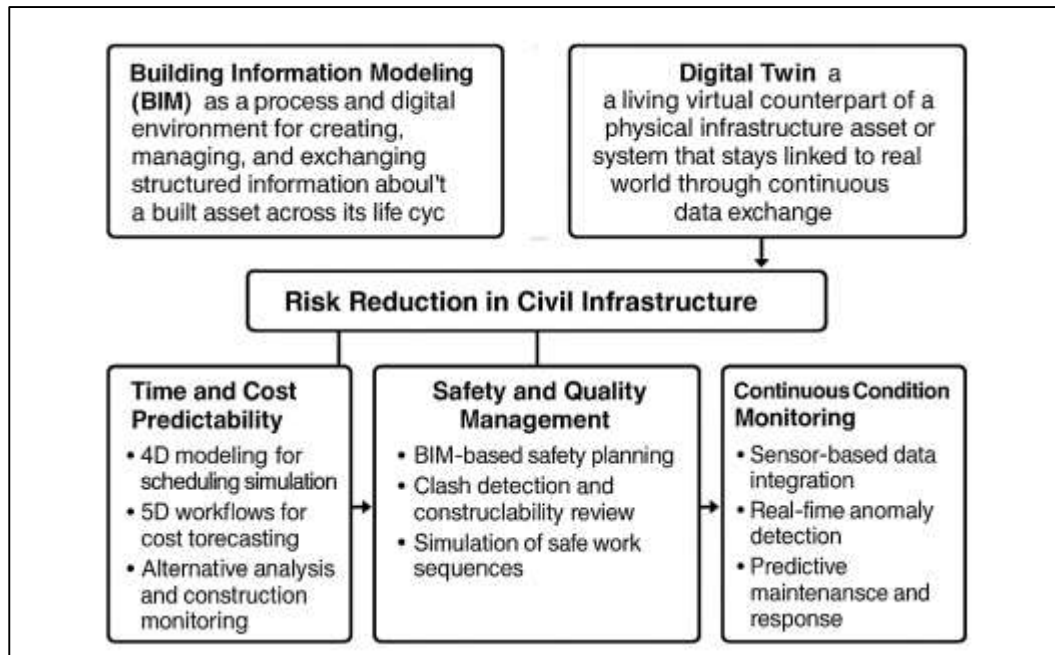 Building Information Modeling
(BIM) as a process and digital
environment for creating,
managing, and exchanging
structured information aboul't
a built asset across its life cyc
Digital Twin a
a living virtual counterpart of a
physical infrastructure asset or
system that stays linked to real
world through continuous
data exchange
Risk Reduction in Civil Infrastructure
Time and Cost
Predictability
• 4D modeling for
scheduling simulation
• 5D workflows for
cost torecasting
• Alternative analysis
and construction
monitoring
Safety and Quality
Management
• BIM-based safety planning
• Clash detection and
construclability review
• Simulation of safe work
sequences
Continuous Condition
Monitoring
• Sensor-based data
integration
• Real-fime anomaly
detection
• Predictive
maintenansce and
response